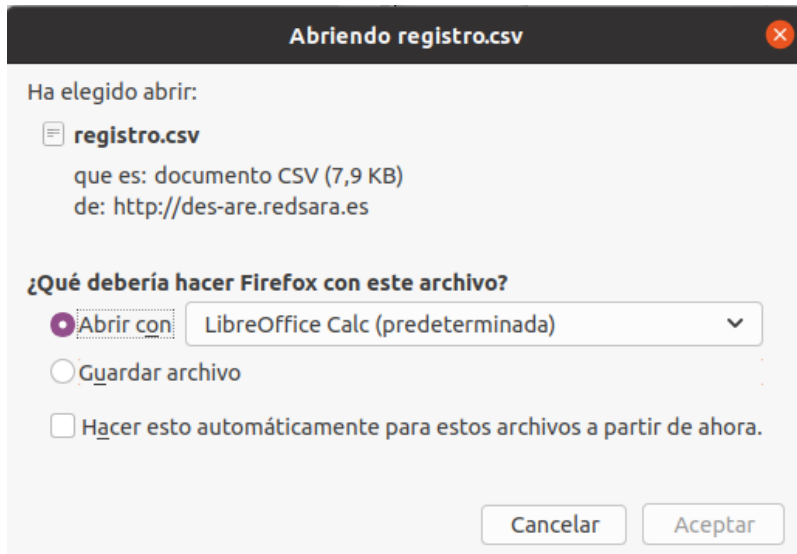 Abriendo registro.csv
Ha elegido abrir:
registro.csv
que es: documento CSV (7,9 KB)
de: http://des-are.redsara.es
¿Qué debería hacer Firefox con este archivo?
Abrir con LibreOffice Calc (predeterminada)
Guardar archivo
Hacer esto automáticamente para estos archivos a partir de ahora.
Cancelar Aceptar